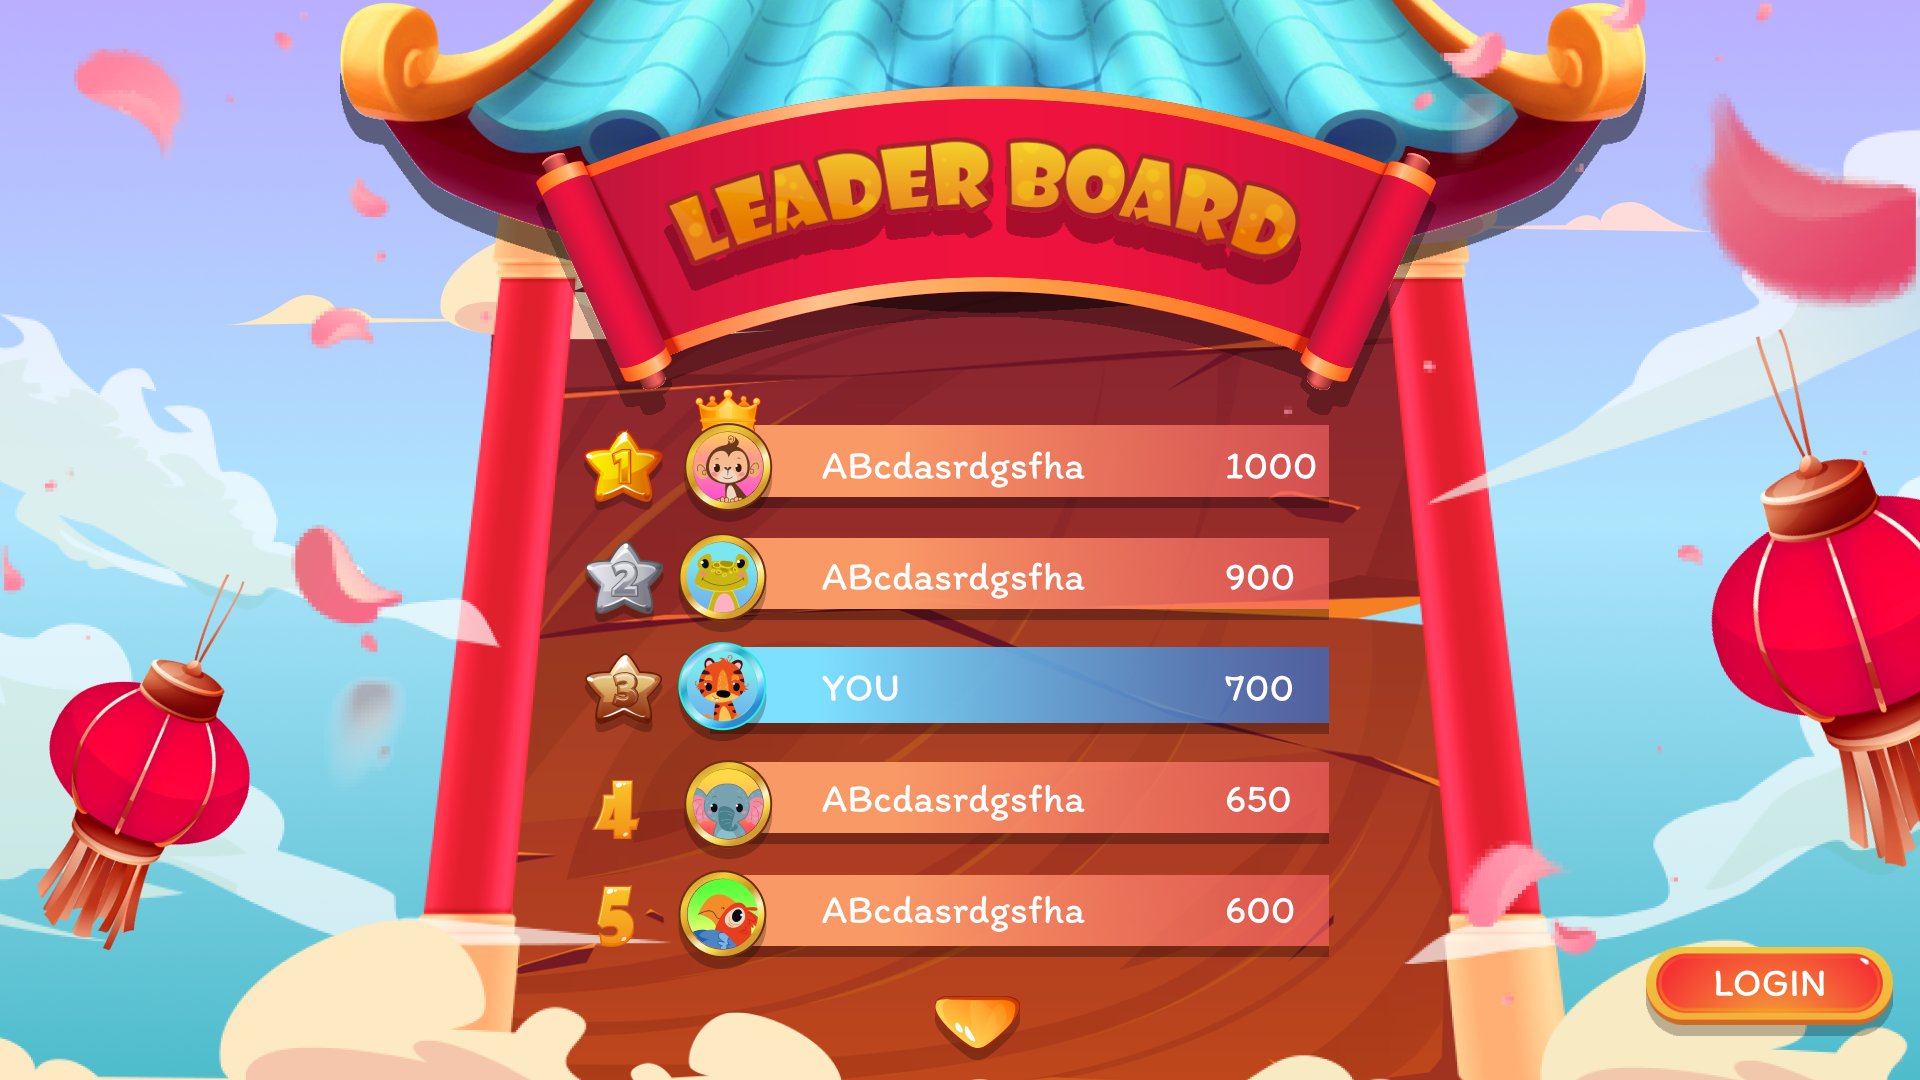 LEADER BOARD
1 ABcdasrdgsfha 1000
2 ABcdasrdgsfha 900
3 YOU 700
4 ABcdasrdgsfha 650
5 ABcdasrdgsfha 600
LOGIN